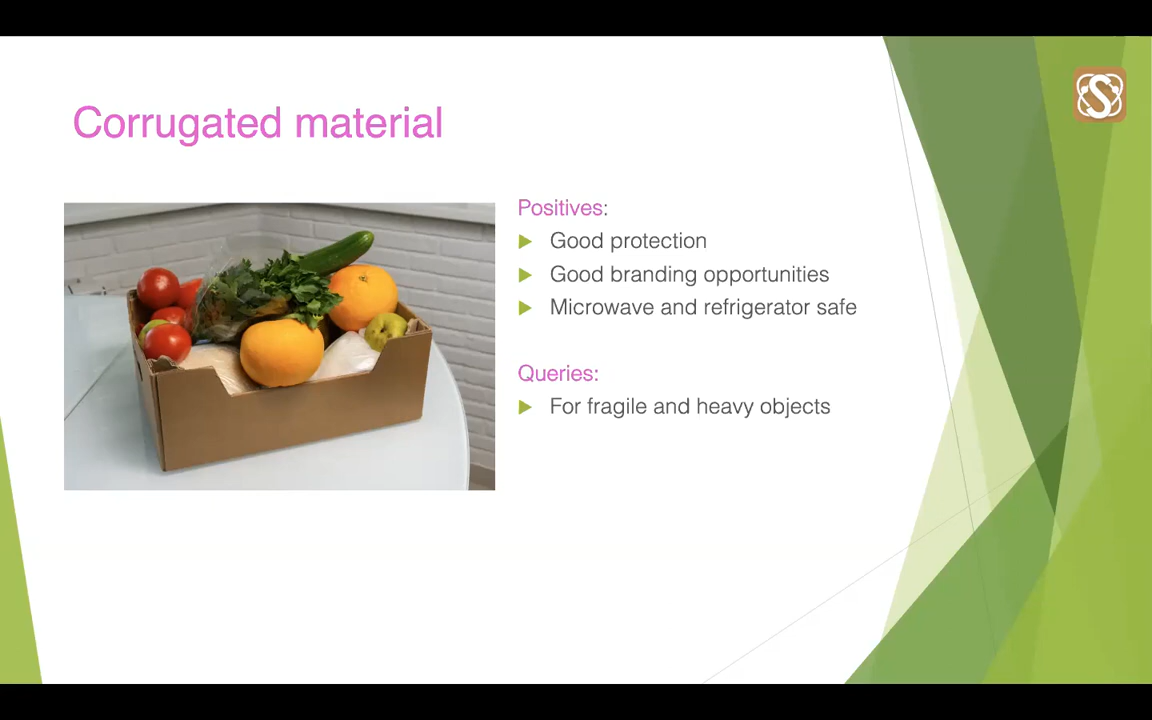 Corrugated material
Positives:
Good protection
Good branding opportunities
Microwave and refrigerator safe
Queries:
For fragile and heavy objects
S